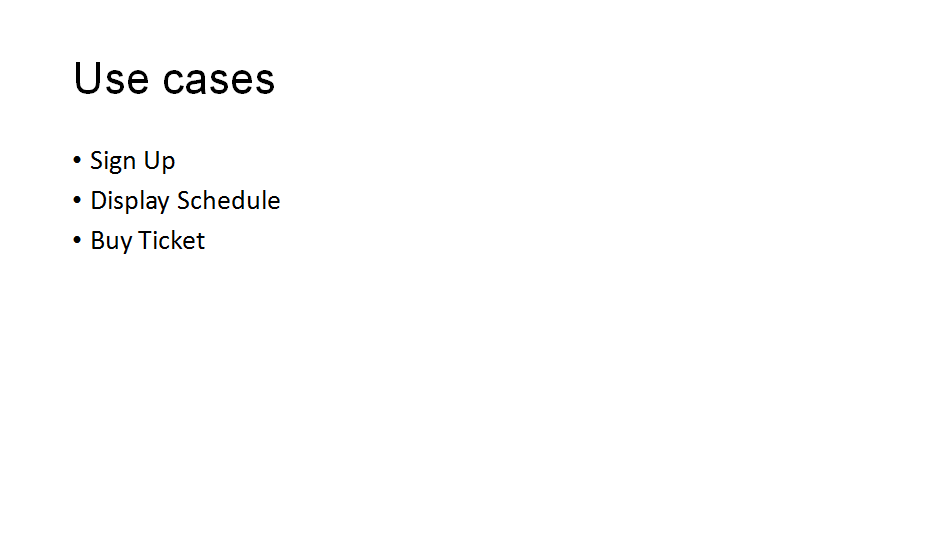 Use cases
• Sign Up
• Display Schedule
• Buy Ticket